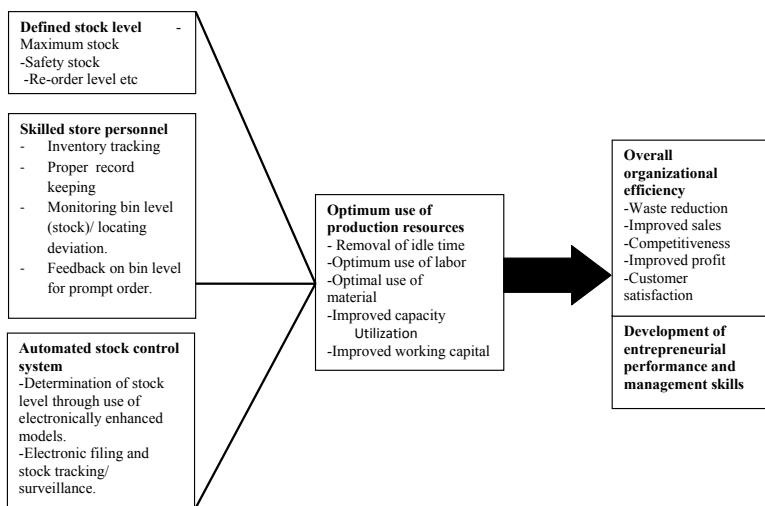 Defined stock level -
Maximum stock
-Safety stock
-Re-order level etc
Skilled store personnel
- Inventory tracking
- Proper record
keeping
- Monitoring bin level
(stock)/ locating
deviation.
- Feedback on bin level
for prompt order.
Automated stock control
system
-Determination of stock
level through use of
electronically enhanced
models.
-Electronic filing and
stock tracking/
surveillance.
Optimum use of
production resources
- Removal of idle time
-Optimum use of labor
-Optimal use of
material
-Improved capacity
Utilization
-Improved working capital
Overall
organizational
efficiency
-Waste reduction
-Improved sales
-Competitiveness
-Improved profit
-Customer
satisfaction
Development of
entrepreneurial
performance and
management skills